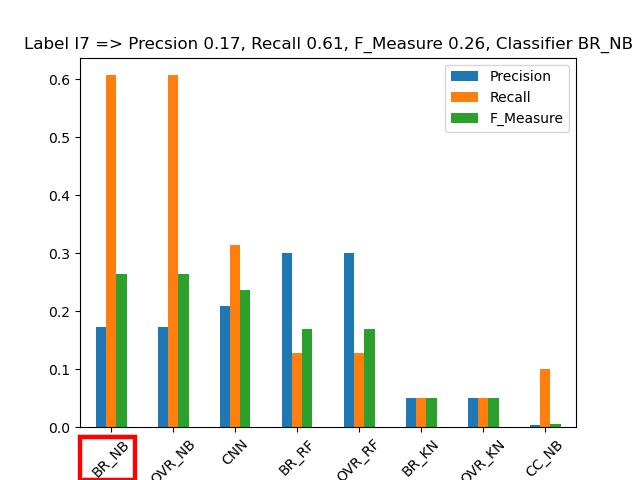 Label I7 => Precsion 0.17, Recall 0.61, F_Measure 0.26, Classifier BR_NB
Precision
Recall
F_Measure
0.6
0.5
0.4
0.3
0.2
0.1
0.0
BR_NB
OVR_NB
CNN
BR_RF
OVR_RF
BR_KN
OVR_KN
CC_NB